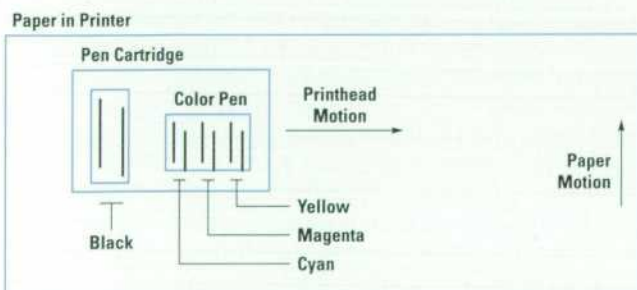 Paper in Printer
Pen Cartridge
Color Pen
Printhead
Motion
Paper
Motion
Yellow
Magenta
Cyan
Black